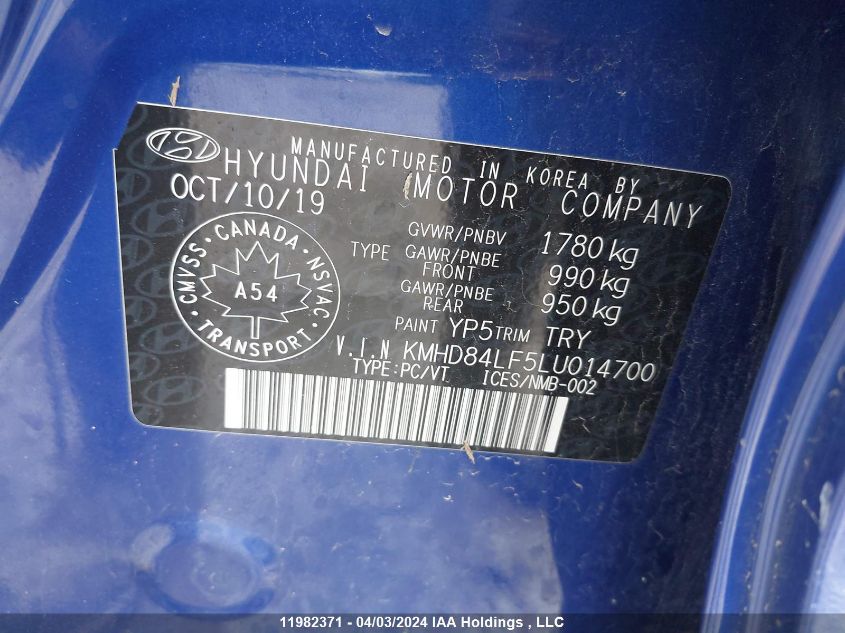 MANUFACTURED IN KOREA BY
HYUNDAI MOTOR COMPANY
OCT/10/19
CMVSS · CANADA · NSVAC · TRANSPORT ·
A54
GVWR/PNBV 1780 kg
TYPE GAWR/PNBE FRONT 990 kg
GAWR/PNBE REAR 950 kg
PAINT YP5 TRIM TRY
V.I.N KMHD84LF5LU014700
TYPE:PC/VT ICES/NMB-002
11982371 - 04/03/2024 IAA Holdings , LLC